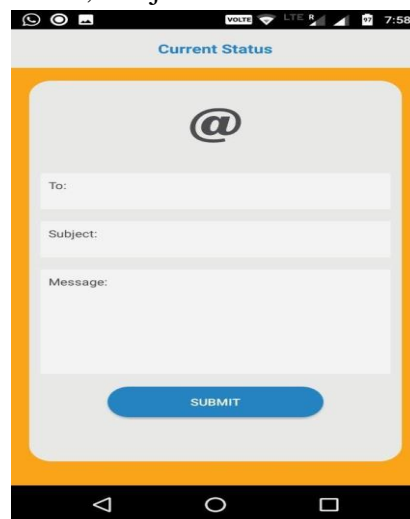 VOLTE LTE R 97 7:58
Current Status
@
To:
Subject:
Message:
SUBMIT